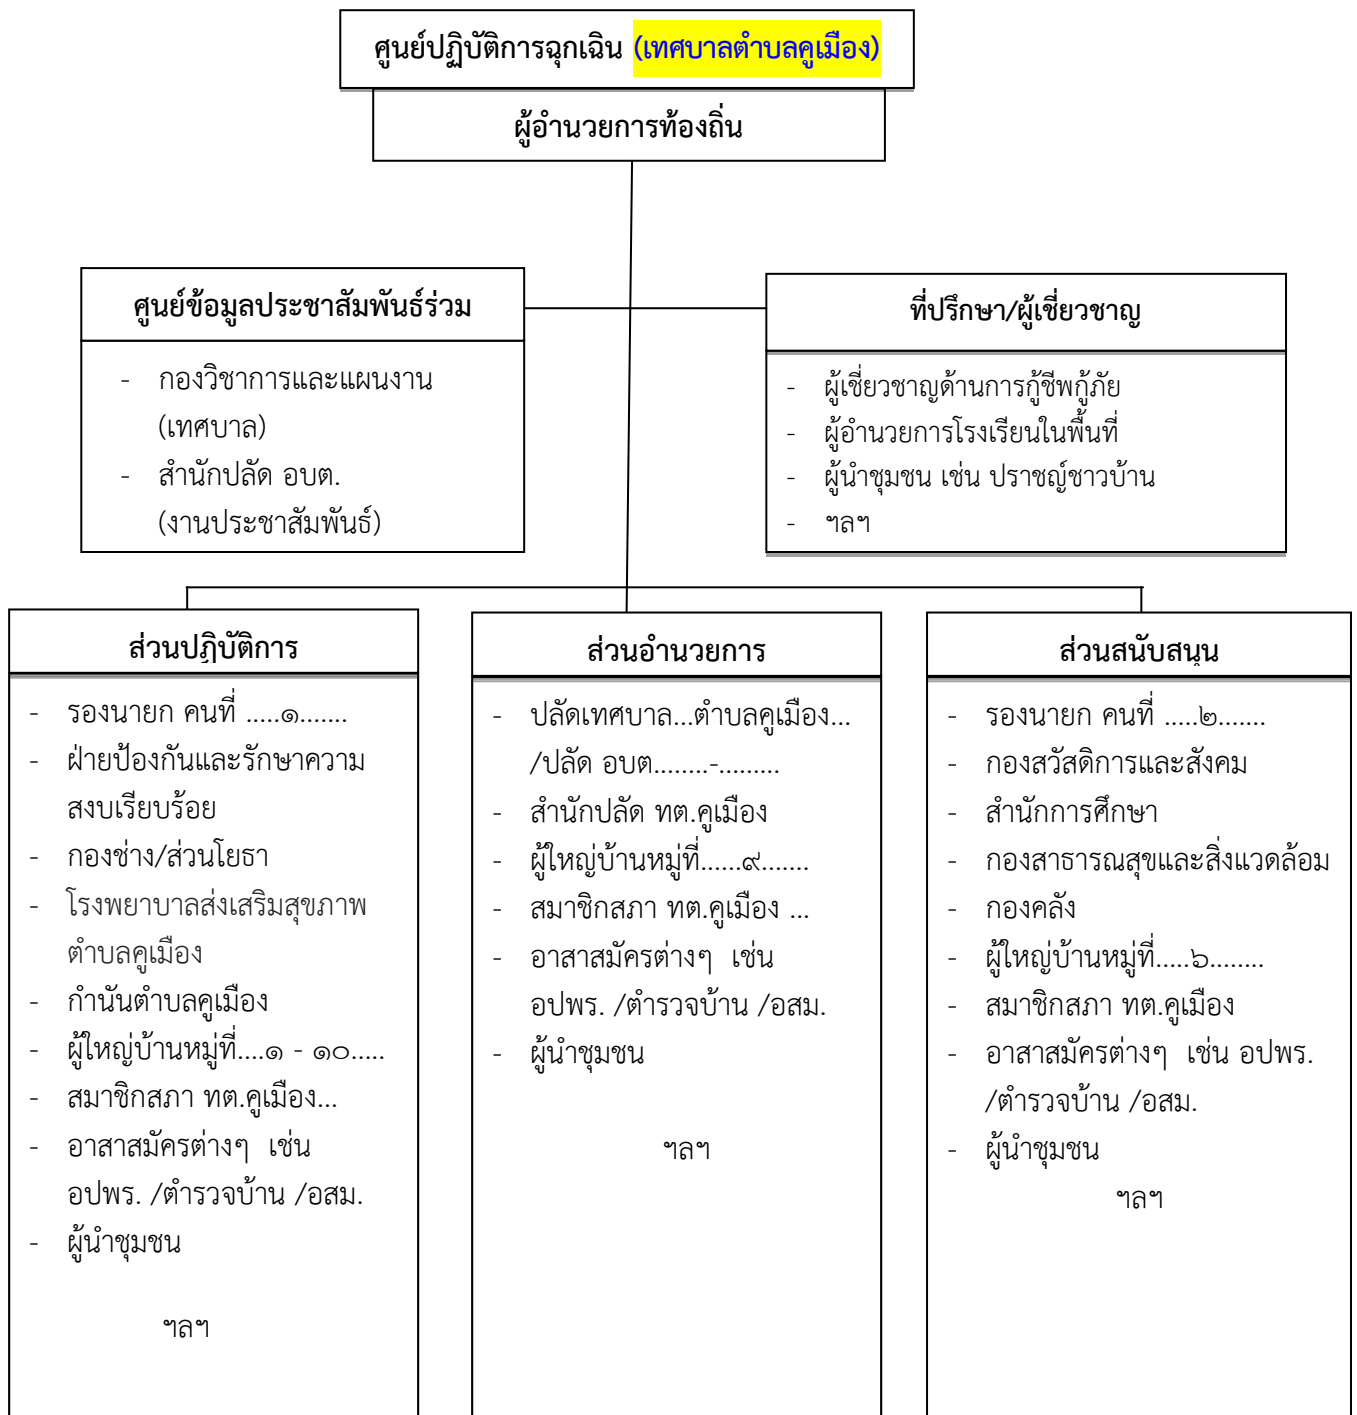 ศูนย์ปฏิบัติการฉุกเฉิน (เทศบาลตำบลคูเมือง)
ผู้อำนวยการท้องถิ่น
ศูนย์ข้อมูลประชาสัมพันธ์ร่วม
- กองวิชาการและแผนงาน
(เทศบาล)
- สำนักปลัด อบต.
(งานประชาสัมพันธ์)
ที่ปรึกษา/ผู้เชี่ยวชาญ
- ผู้เชี่ยวชาญด้านการกู้ชีพกู้ภัย
- ผู้อำนวยการโรงเรียนในพื้นที่
- ผู้นำชุมชน เช่น ปราชญ์ชาวบ้าน
- ฯลฯ
ส่วนปฏิบัติการ
- รองนายก คนที่ .....๑.......
- ฝ่ายป้องกันและรักษาความ
สงบเรียบร้อย
- กองช่าง/ส่วนโยธา
- โรงพยาบาลส่งเสริมสุขภาพ
ตำบลคูเมือง
- กำนันตำบลคูเมือง
- ผู้ใหญ่บ้านหมู่ที่....๑ - ๑๐.....
- สมาชิกสภา ทต.คูเมือง...
- อาสาสมัครต่างๆ เช่น
อปพร. /ตำรวจบ้าน /อสม.
- ผู้นำชุมชน
ฯลฯ
ส่วนอำนวยการ
- ปลัดเทศบาล...ตำบลคูเมือง...
/ปลัด อบต........-.........
- สำนักปลัด ทต.คูเมือง
- ผู้ใหญ่บ้านหมู่ที่......๙.......
- สมาชิกสภา ทต.คูเมือง ...
- อาสาสมัครต่างๆ เช่น
อปพร. /ตำรวจบ้าน /อสม.
- ผู้นำชุมชน
ฯลฯ
ส่วนสนับสนุน
- รองนายก คนที่ .....๒.......
- กองสวัสดิการและสังคม
- สำนักการศึกษา
- กองสาธารณสุขและสิ่งแวดล้อม
- กองคลัง
- ผู้ใหญ่บ้านหมู่ที่.....๖........
- สมาชิกสภา ทต.คูเมือง
- อาสาสมัครต่างๆ เช่น อปพร.
/ตำรวจบ้าน /อสม.
- ผู้นำชุมชน
ฯลฯ